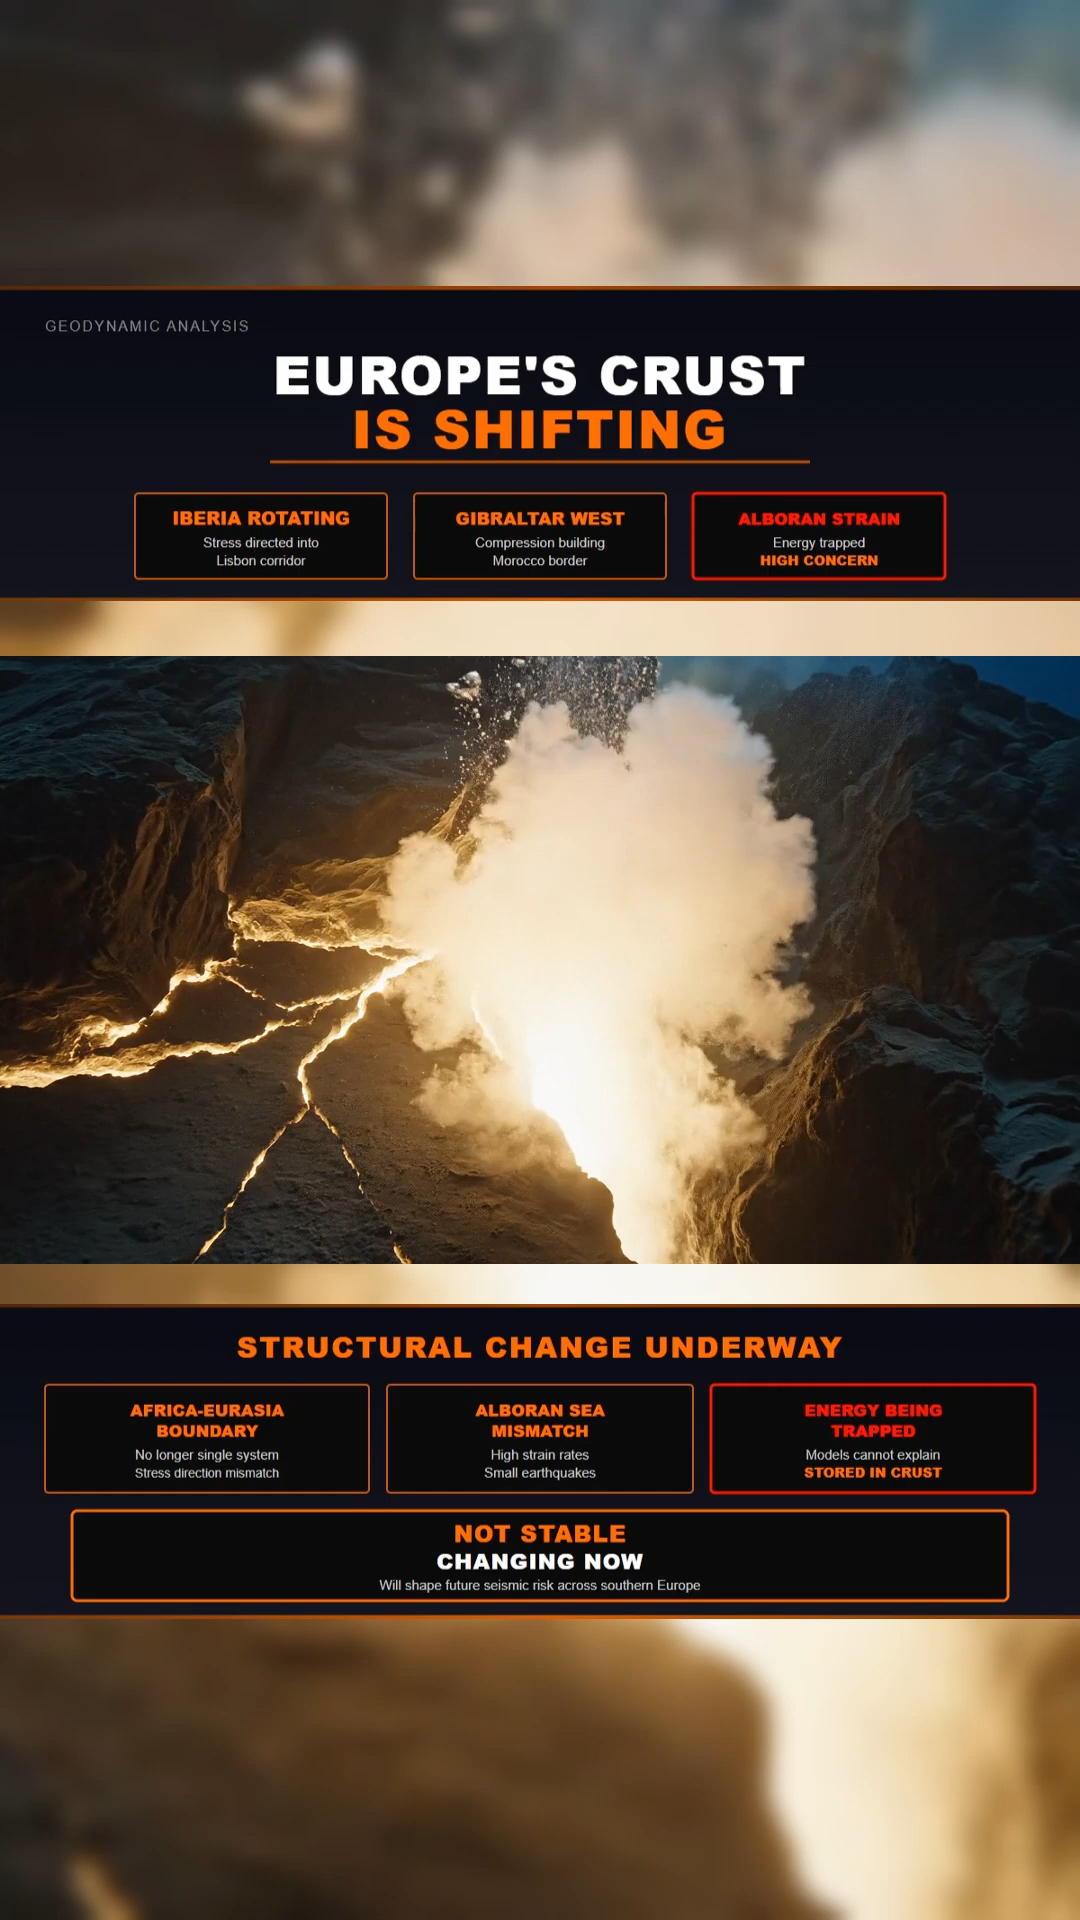 GEODYNAMIC ANALYSIS
EUROPE'S CRUST
IS SHIFTING
IBERIA ROTATING
Stress directed into
Lisbon corridor
GIBRALTAR WEST
Compression building
Morocco border
ALBORAN STRAIN
Energy trapped
HIGH CONCERN
STRUCTURAL CHANGE UNDERWAY
AFRICA-EURASIA
BOUNDARY
No longer single system
Stress direction mismatch
ALBORAN SEA
MISMATCH
High strain rates
Small earthquakes
ENERGY BEING
TRAPPED
Models cannot explain
STORED IN CRUST
NOT STABLE
CHANGING NOW
Will shape future seismic risk across southern Europe